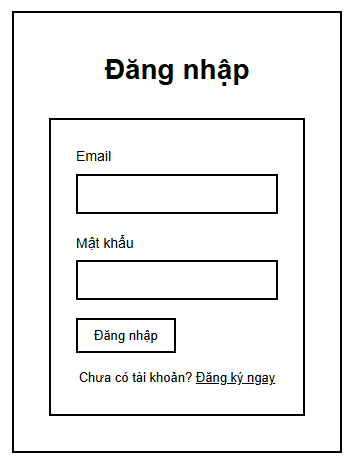 Đăng nhập
Email
Mật khẩu
Đăng nhập
Chưa có tài khoản? Đăng ký ngay